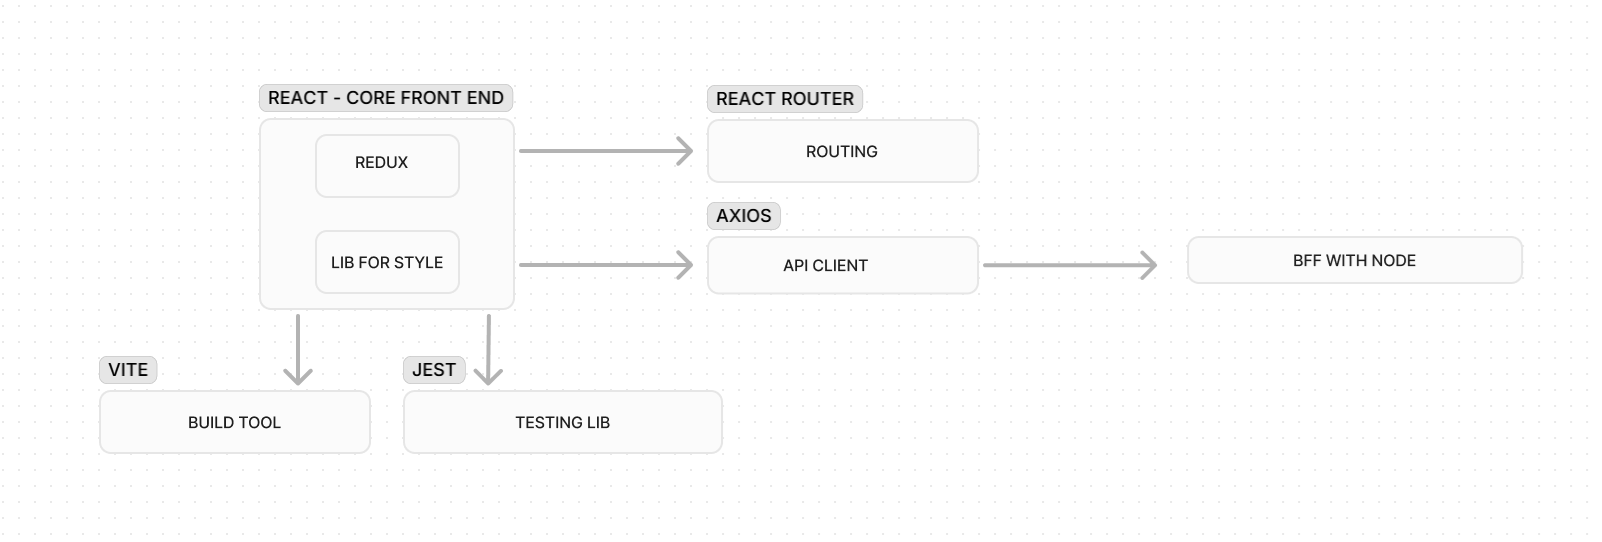 REACT - CORE FRONT END
REDUX
LIB FOR STYLE
REACT ROUTER
ROUTING
AXIOS
API CLIENT
BFF WITH NODE
VITE
BUILD TOOL
JEST
TESTING LIB